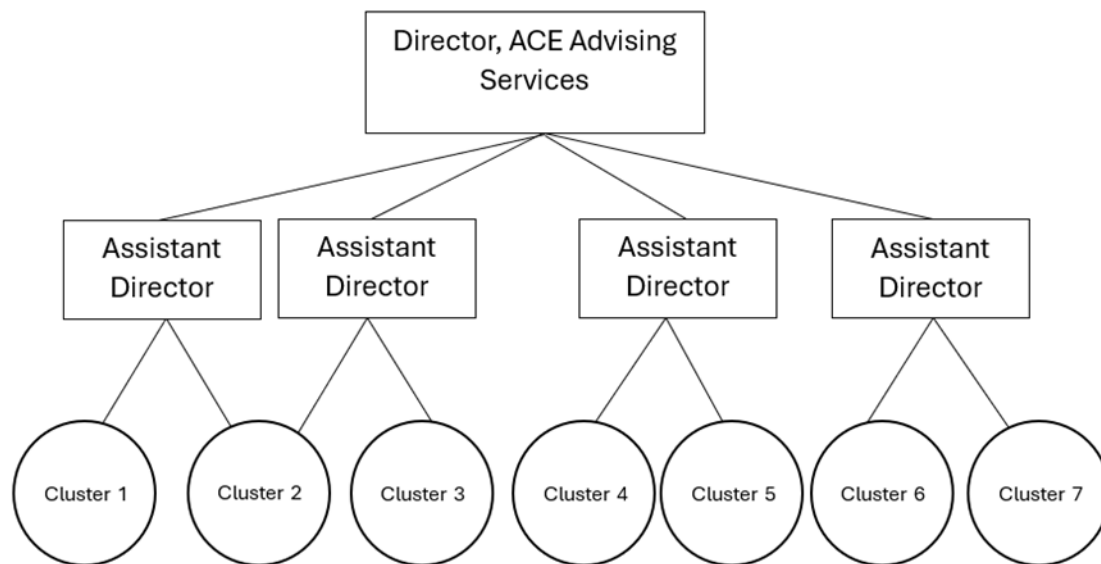 Director, ACE Advising
Services
Assistant
Director
Assistant
Director
Assistant
Director
Assistant
Director
Cluster 1
Cluster 2
Cluster 3
Cluster 4
Cluster 5
Cluster 6
Cluster 7